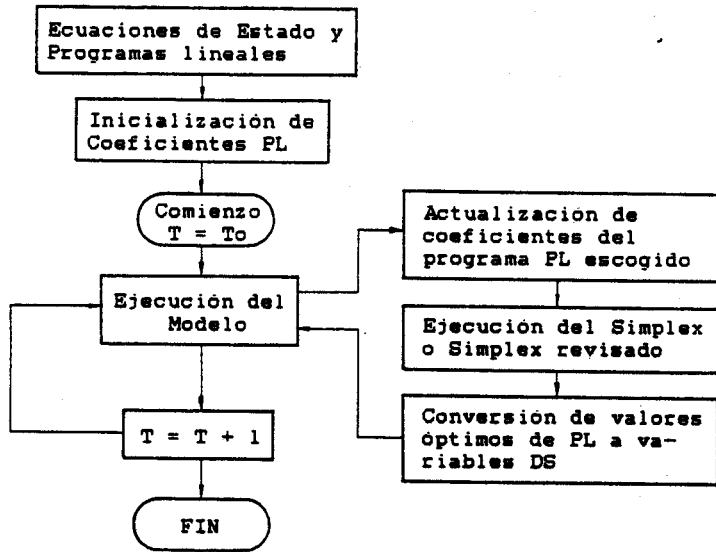 Ecuaciones de Estado y
Programas lineales
Inicialización de
Coeficientes PL
Comienzo
T = To
Ejecución del
Modelo
T = T + 1
FIN
Actualización de
coeficientes del
programa PL escogido
Ejecución del Simplex
o Simplex revisado
Conversión de valores
óptimos de PL a va-
riables DS